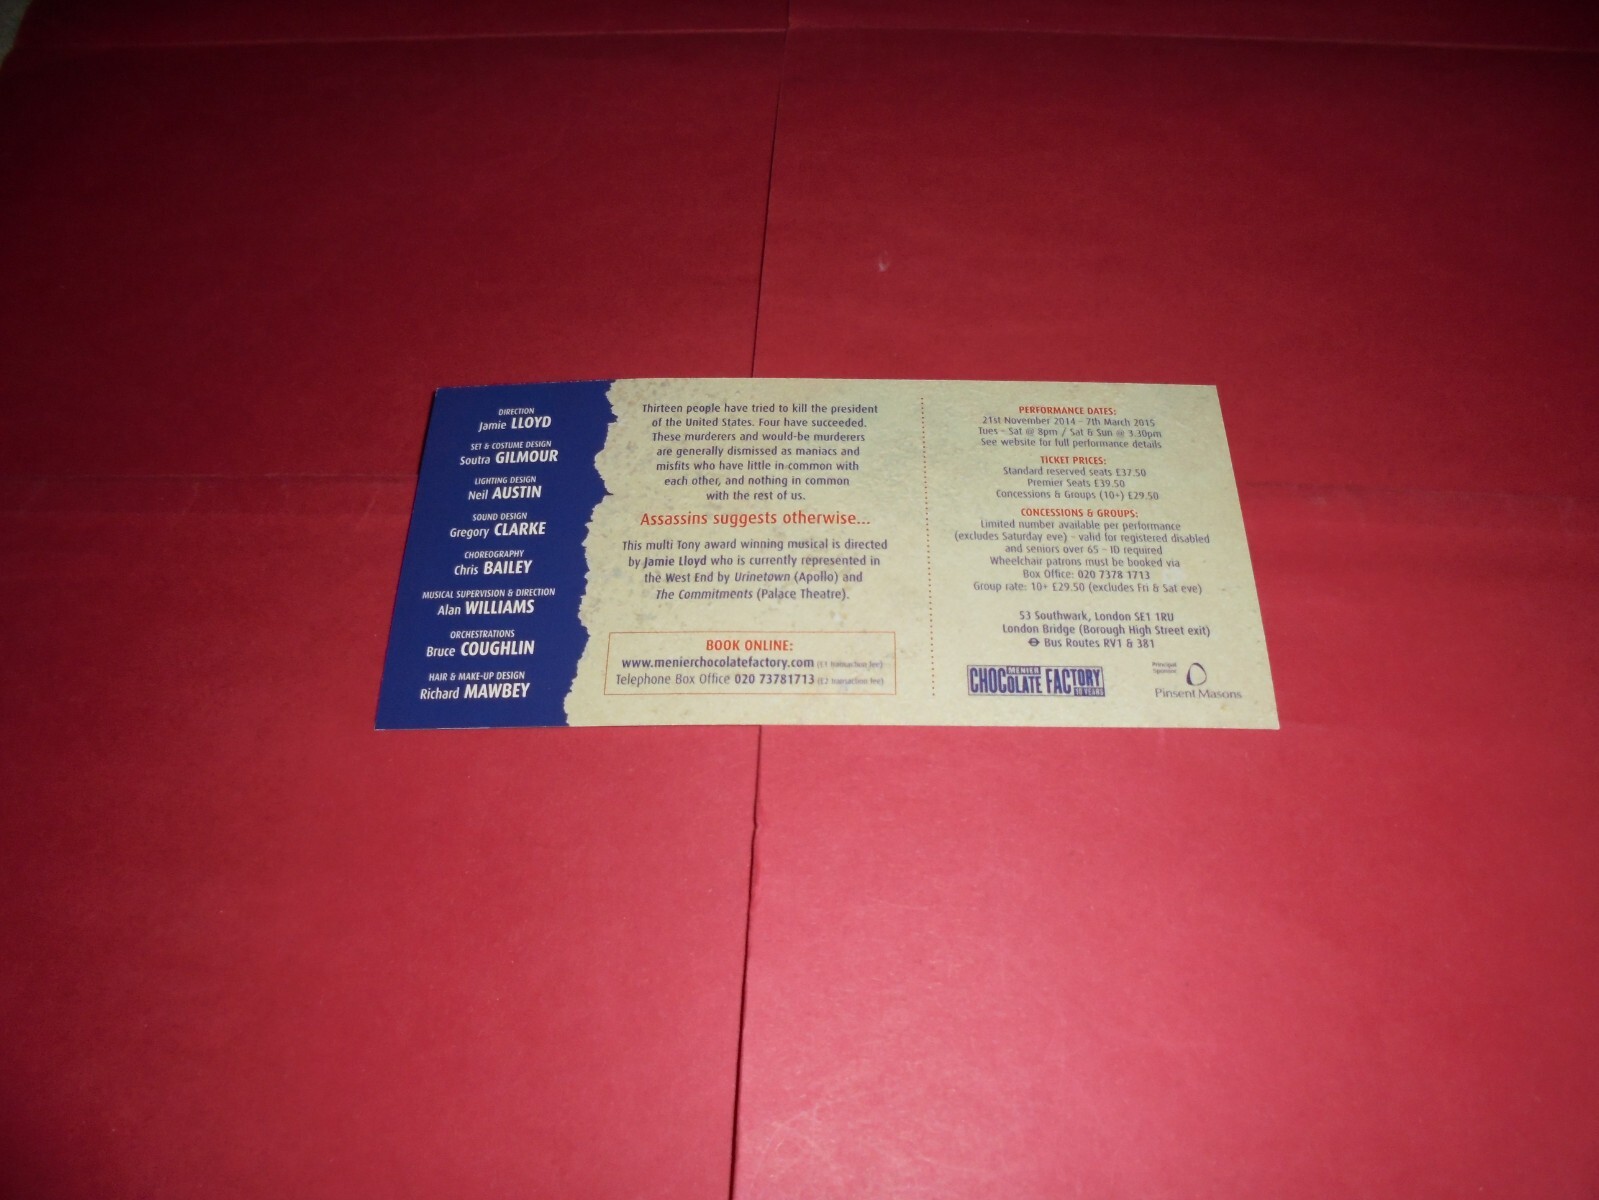 DIRECTION
Jamie LLOYD
SET & COSTUME DESIGN
Soutra GILMOUR
LIGHTING DESIGN
Neil AUSTIN
SOUND DESIGN
Gregory CLARKE
CHOREOGRAPHY
Chris BAILEY
MUSICAL SUPERVISION & DIRECTION
Alan WILLIAMS
ORCHESTRATIONS
Bruce COUGHLIN
HAIR & MAKE-UP DESIGN
Richard MAWBEY
Thirteen people have tried to kill the president
of the United States. Four have succeeded.
These murderers and would-be murderers
are generally dismissed as maniacs and
misfits who have little in common with
each other, and nothing in common
with the rest of us.
Assassins suggests otherwise...
This multi Tony award winning musical is directed
by Jamie Lloyd who is currently represented in
the West End by Urinetown (Apollo) and
The Commitments (Palace Theatre).
BOOK ONLINE:
www.menierchocolatefactory.com (£1 transaction fee)
Telephone Box Office 020 73781713 (£2 transaction fee)
PERFORMANCE DATES:
21st November 2014 - 7th March 2015
Tues - Sat @ 8pm / Sat & Sun @ 3.30pm
See website for full performance details
TICKET PRICES:
Standard reserved seats £37.50
Premier Seats £39.50
Concessions & Groups (10+) £29.50
CONCESSIONS & GROUPS:
Limited number available per performance
(excludes Saturday eve) - valid for registered disabled
and seniors over 65 - ID required
Wheelchair patrons must be booked via
Box Office: 020 7378 1713
Group rate: 10+ £29.50 (excludes Fri & Sat eve)
53 Southwark, London SE1 1RU
London Bridge (Borough High Street exit)
Bus Routes RV1 & 381
MENIER
CHOCOLATE FACTORY
10 YEARS
Principal
Sponsor
Pinsent Masons